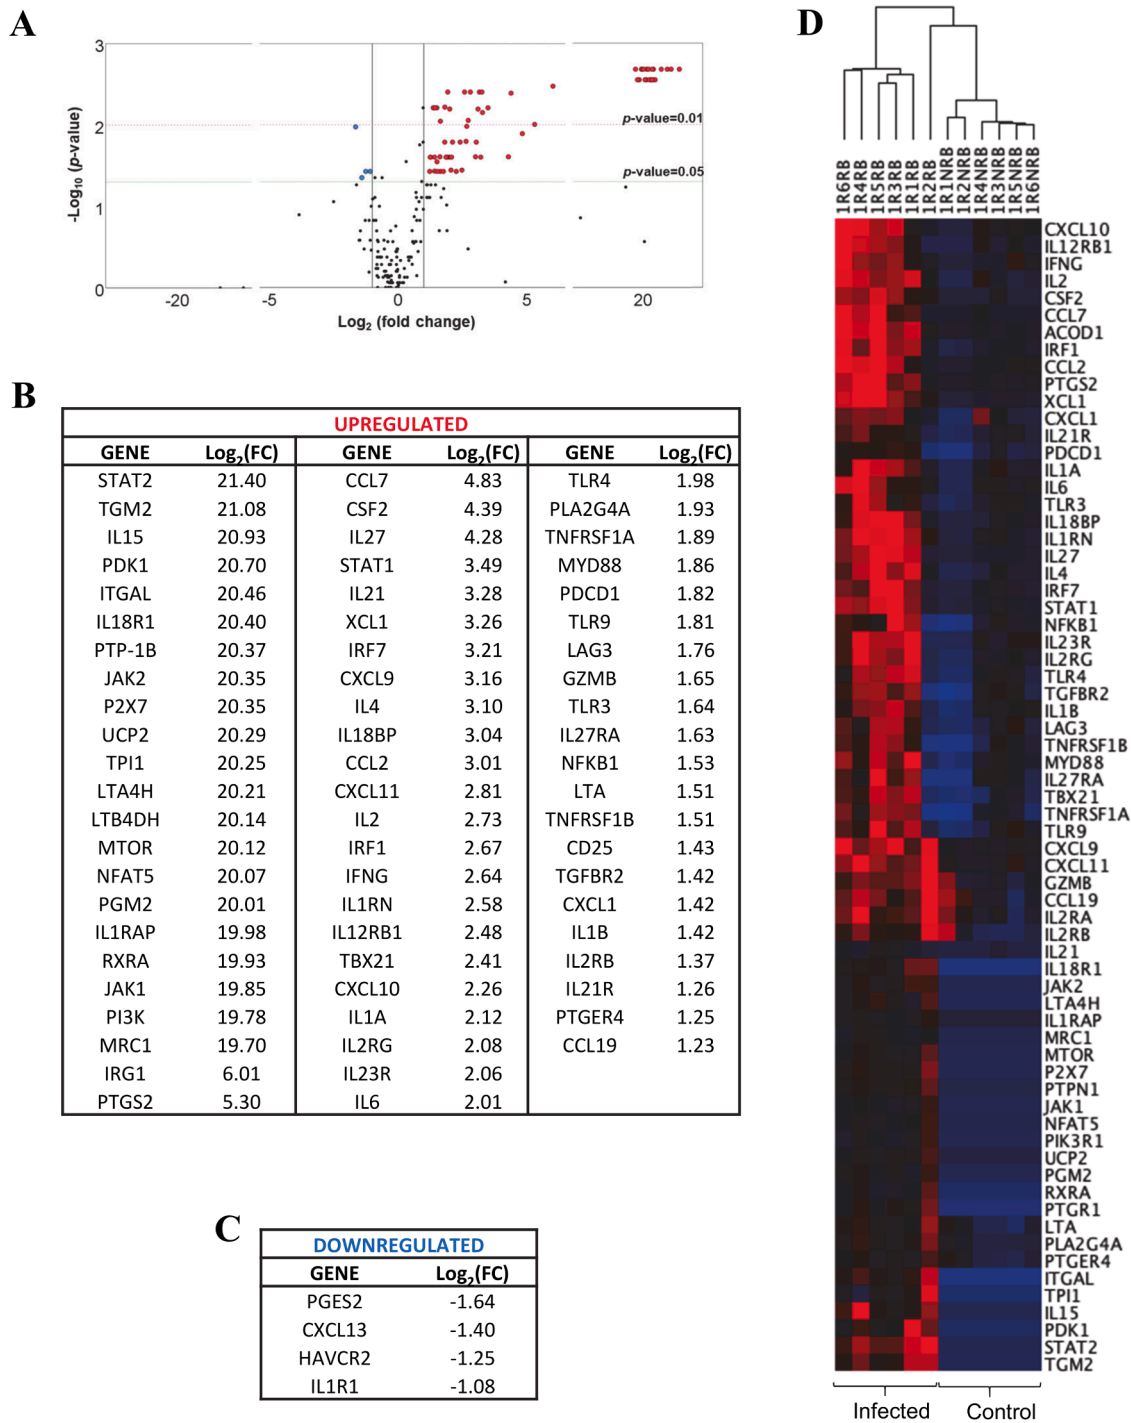 A
3
2
1
0
-Log10 (p-value)
p-value=0.01
p-value=0.05
-20
-5
0
5
20
Log2 (fold change)
B
UPREGULATED
GENE Log2(FC) GENE Log2(FC) GENE Log2(FC)
STAT2 21.40 CCL7 4.83 TLR4 1.98
TGM2 21.08 CSF2 4.39 PLA2G4A 1.93
IL15 20.93 IL27 4.28 TNFRSF1A 1.89
PDK1 20.70 STAT1 3.49 MYD88 1.86
ITGAL 20.46 IL21 3.28 PDCD1 1.82
IL18R1 20.40 XCL1 3.26 TLR9 1.81
PTP-1B 20.37 IRF7 3.21 LAG3 1.76
JAK2 20.35 CXCL9 3.16 GZMB 1.65
P2X7 20.35 IL4 3.10 TLR3 1.64
UCP2 20.29 IL18BP 3.04 IL27RA 1.63
TPI1 20.25 CCL2 3.01 NFKB1 1.53
LTA4H 20.21 CXCL11 2.81 LTA 1.51
LTB4DH 20.14 IL2 2.73 TNFRSF1B 1.51
MTOR 20.12 IRF1 2.67 CD25 1.43
NFAT5 20.07 IFNG 2.64 TGFBR2 1.42
PGM2 20.01 IL1RN 2.58 CXCL1 1.42
IL1RAP 19.98 IL12RB1 2.48 IL1B 1.42
RXRA 19.93 TBX21 2.41 IL2RB 1.37
JAK1 19.85 CXCL10 2.26 IL21R 1.26
PI3K 19.78 IL1A 2.12 PTGER4 1.25
MRC1 19.70 IL2RG 2.08 CCL19 1.23
IRG1 6.01 IL23R 2.06
PTGS2 5.30 IL6 2.01
C
DOWNREGULATED
GENE Log2(FC)
PGES2 -1.64
CXCL13 -1.40
HAVCR2 -1.25
IL1R1 -1.08
D
1R6RB
1R4RB
1R5RB
1R3RB
1R1RB
1R2RB
1R1NRB
1R2NRB
1R4NRB
1R3NRB
1R5NRB
1R6NRB
CXCL10
IL12RB1
IFNG
IL2
CSF2
CCL7
ACOD1
IRF1
CCL2
PTGS2
XCL1
CXCL1
IL21R
PDCD1
IL1A
IL6
TLR3
IL18BP
IL1RN
IL27
IL4
IRF7
STAT1
NFKB1
IL23R
IL2RG
TLR4
TGFBR2
IL1B
LAG3
TNFRSF1B
MYD88
IL27RA
TBX21
TNFRSF1A
TLR9
CXCL9
CXCL11
GZMB
CCL19
IL2RA
IL2RB
IL21
IL18R1
JAK2
LTA4H
IL1RAP
MRC1
MTOR
P2X7
PTPN1
JAK1
NFAT5
PIK3R1
UCP2
PGM2
RXRA
PTGR1
LTA
PLA2G4A
PTGER4
ITGAL
TPI1
IL15
PDK1
STAT2
TGM2
Infected Control